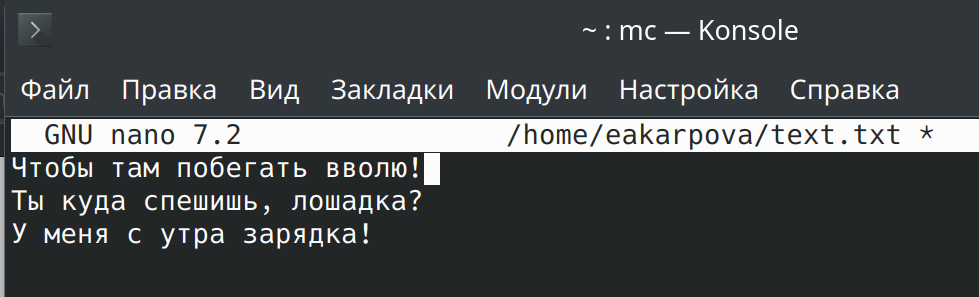 ~ : mc — Konsole
Файл Правка Вид Закладки Модули Настройка Справка
GNU nano 7.2 /home/eakarpova/text.txt *
Чтобы там побегать вволю!
Ты куда спешишь, лошадка?
У меня с утра зарядка!